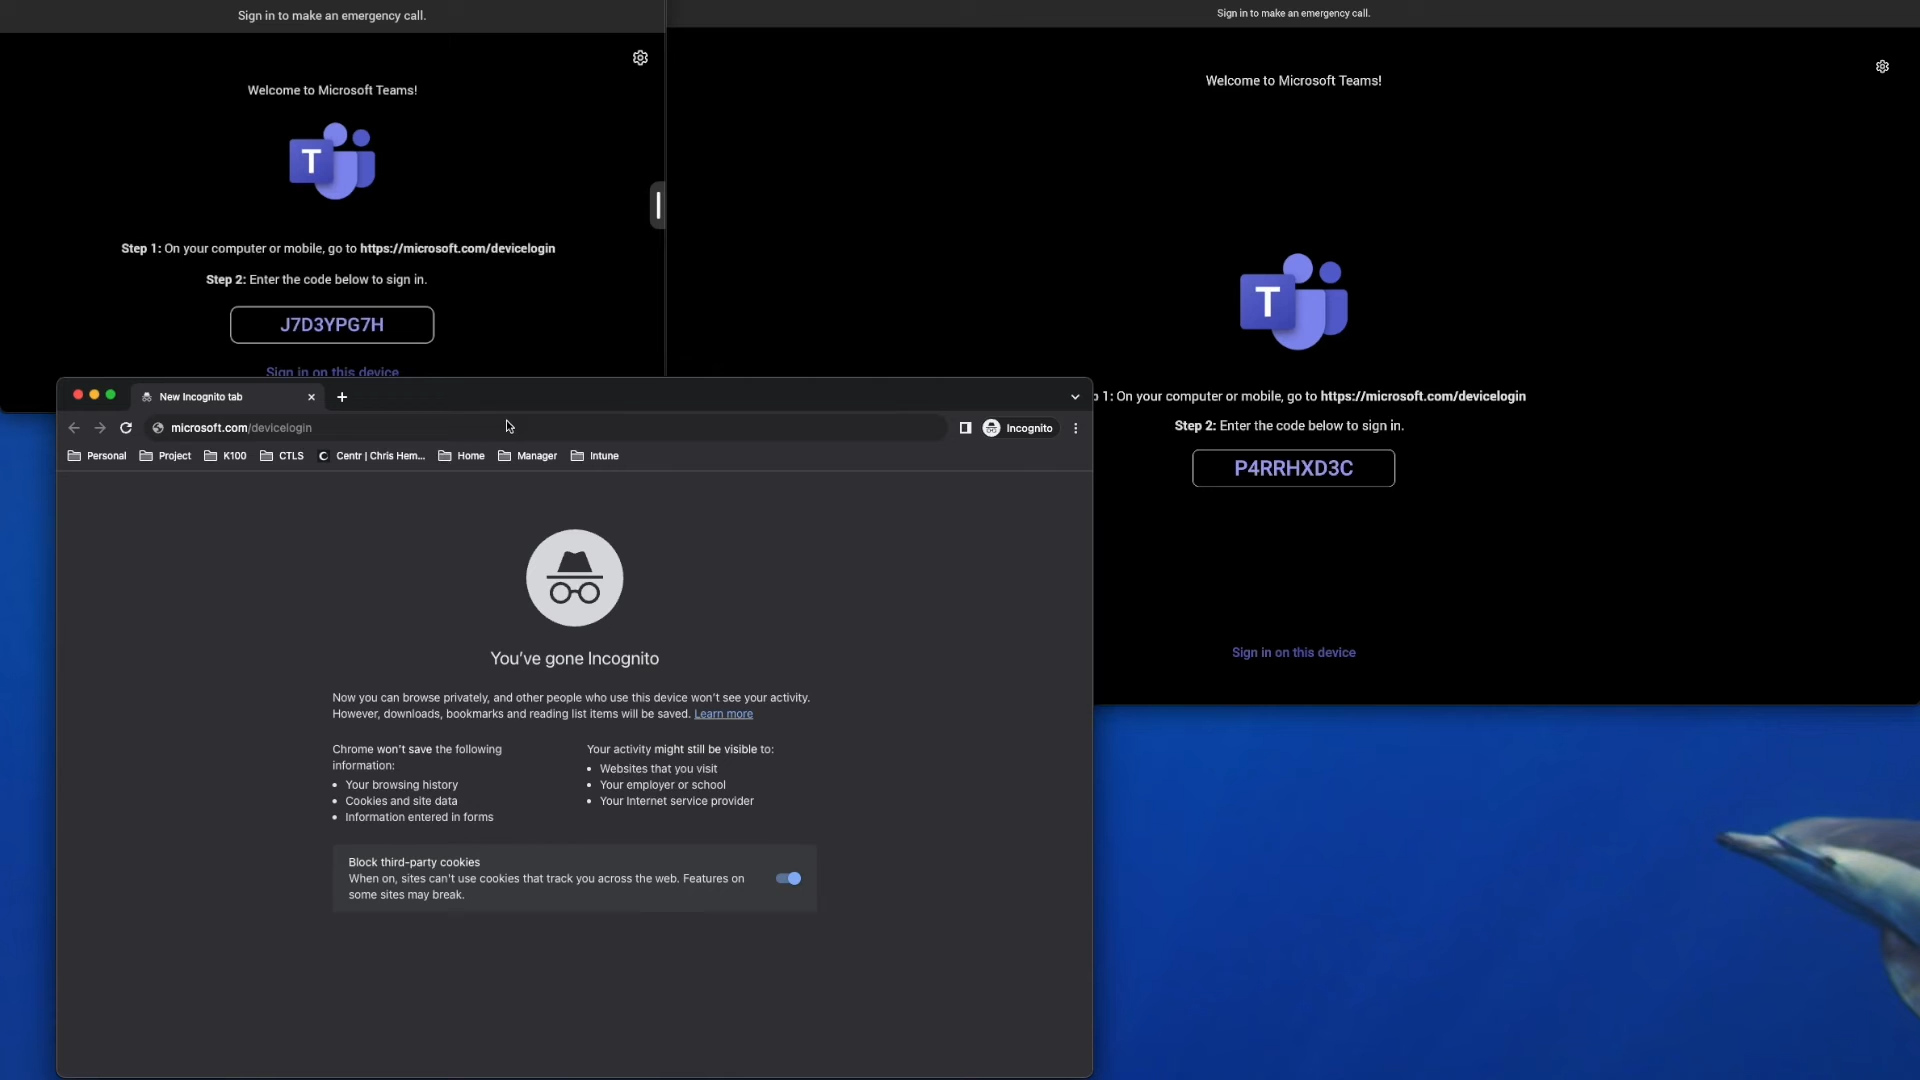 Sign in to make an emergency call.
Welcome to Microsoft Teams!
T
Step 1: On your computer or mobile, go to https://microsoft.com/devicelogin
Step 2: Enter the code below to sign in.
J7D3YPG7H
Sign in on this device
Sign in to make an emergency call.
Welcome to Microsoft Teams!
T
1: On your computer or mobile, go to https://microsoft.com/devicelogin
Step 2: Enter the code below to sign in.
P4RRHXD3C
Sign in on this device
New Incognito tab
microsoft.com/devicelogin
Incognito
Personal Project K100 CTLS C Centr | Chris Hem... Home Manager Intune
You've gone Incognito
Now you can browse privately, and other people who use this device won't see your activity.
However, downloads, bookmarks and reading list items will be saved. Learn more
Chrome won't save the following
information:
Your browsing history
Cookies and site data
Information entered in forms
Your activity might still be visible to:
Websites that you visit
Your employer or school
Your Internet service provider
Block third-party cookies
When on, sites can't use cookies that track you across the web. Features on
some sites may break.